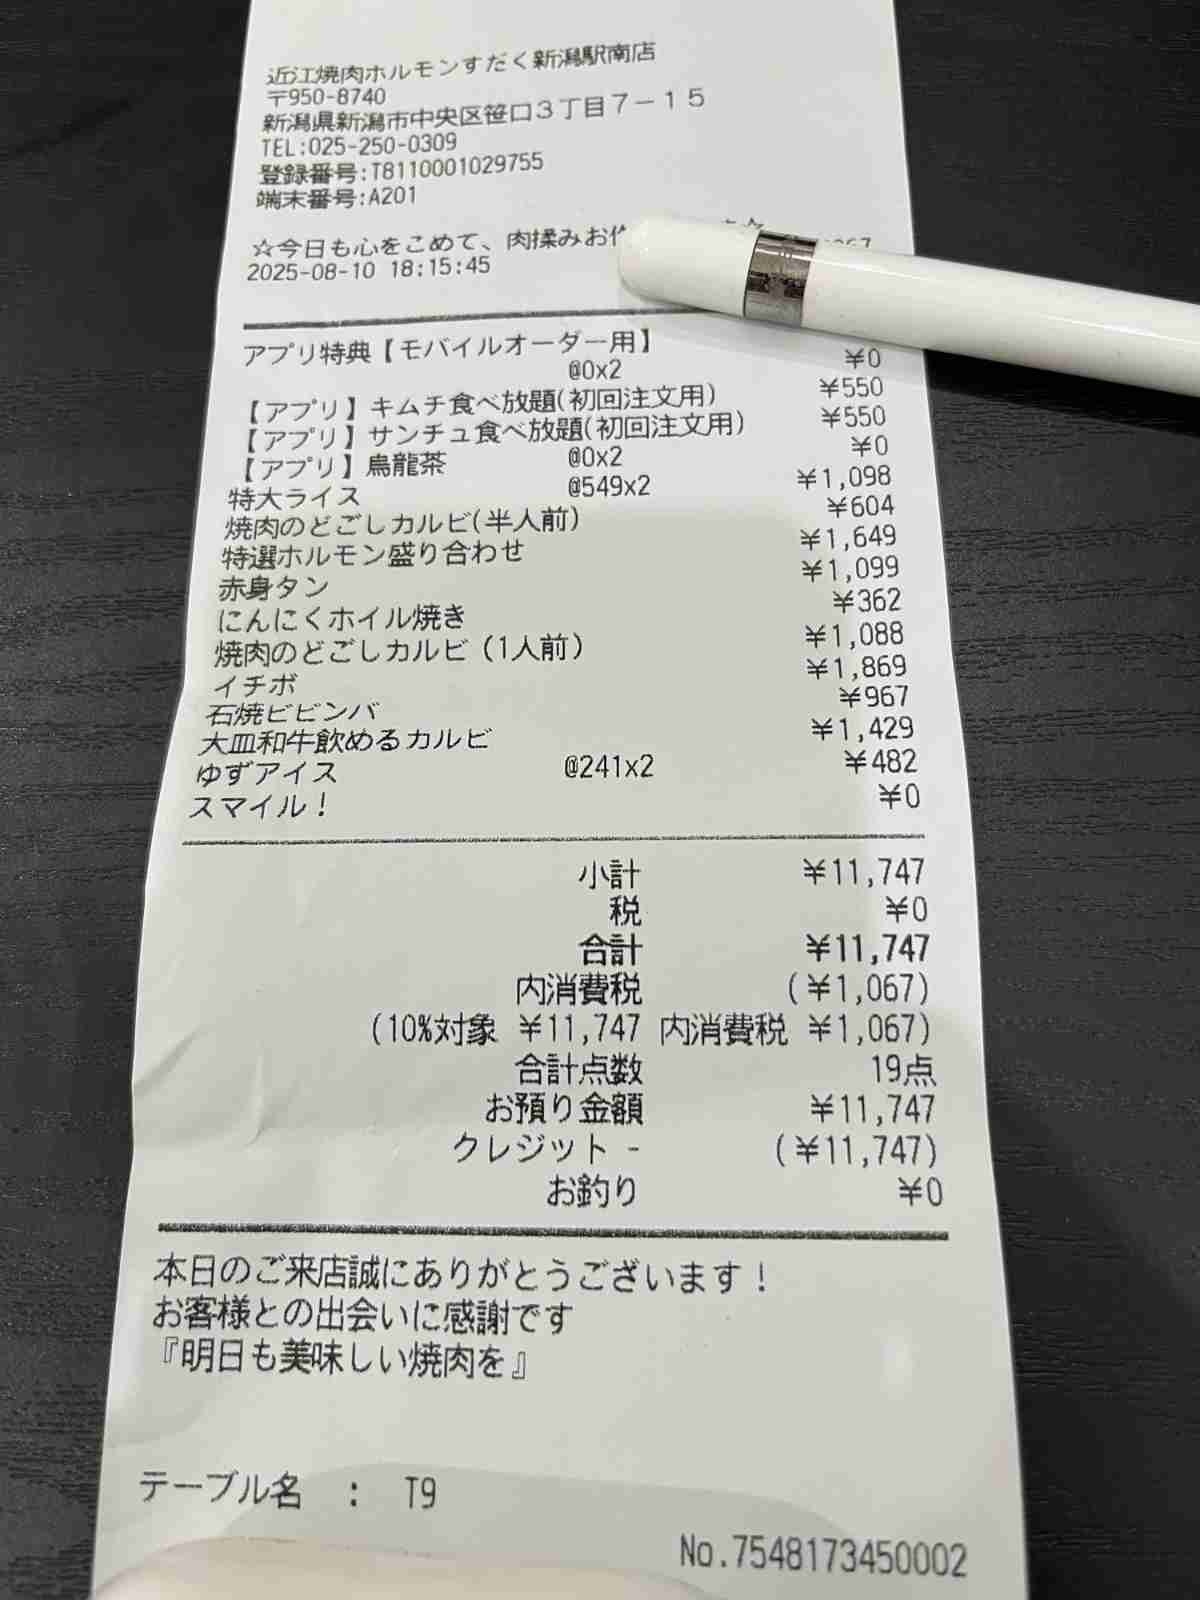 近江焼肉ホルモンすだく新潟駅南店
〒950-8740
新潟県新潟市中央区笹口3丁目7-15
TEL:025-250-0309
登録番号:T8110001029755
端末番号:A201
☆今日も心をこめて、肉揉みお
2025-08-10 18:15:45
アプリ特典【モバイルオーダー用】
@0x2 ¥0
【アプリ】キムチ食べ放題(初回注文用) ¥550
【アプリ】サンチュ食べ放題(初回注文用) ¥550
【アプリ】烏龍茶 @0x2 ¥0
特大ライス @549x2 ¥1,098
焼肉のどごしカルビ(半人前) ¥604
特選ホルモン盛り合わせ ¥1,649
赤身タン ¥1,099
にんにくホイル焼き ¥362
焼肉のどごしカルビ (1人前) ¥1,088
イチボ ¥1,869
石焼ビビンバ ¥967
大皿和牛飲めるカルビ ¥1,429
ゆずアイス @241x2 ¥482
スマイル! ¥0
小計 ¥11,747
税 ¥0
合計 ¥11,747
内消費税 (¥1,067)
(10%対象 ¥11,747 内消費税 ¥1,067)
合計点数 19点
お預り金額 ¥11,747
クレジット - (¥11,747)
お釣り ¥0
本日のご来店誠にありがとうございます!
お客様との出会いに感謝です
『明日も美味しい焼肉を』
テーブル名 : T9
No.7548173450002